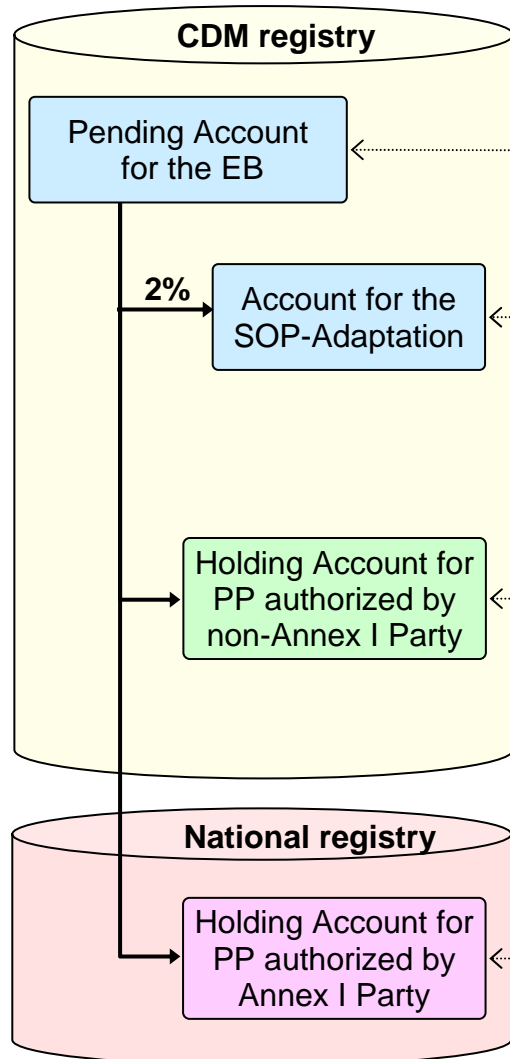 CDM registry
Pending Account
for the EB
2%
Account for the
SOP-Adaptation
Holding Account for
PP authorized by
non-Annex I Party
National registry
Holding Account for
PP authorized by
Annex I Party